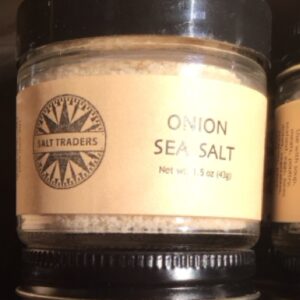 SALT TRADERS
ONION
SEA SALT
Net wt. 1.5 oz (43g)